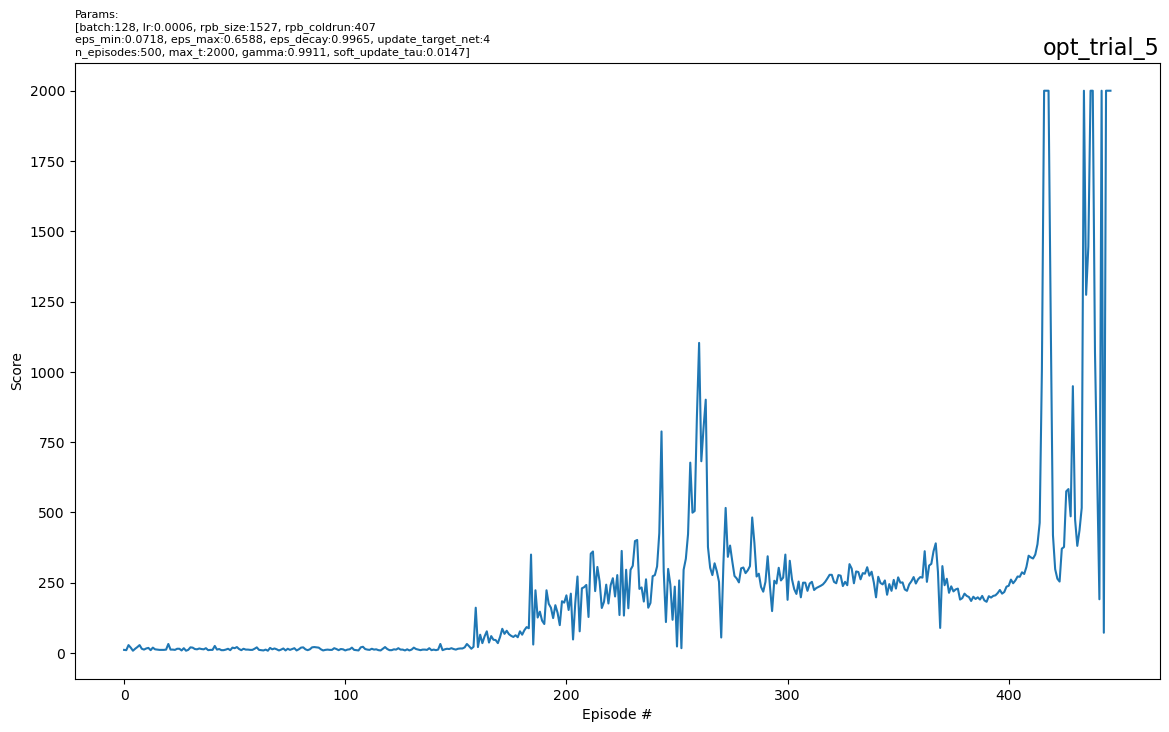 Params:
[batch:128, lr:0.0006, rpb_size:1527, rpb_coldrun:407
eps_min:0.0718, eps_max:0.6588, eps_decay:0.9965, update_target_net:4
n_episodes:500, max_t:2000, gamma:0.9911, soft_update_tau:0.0147]
opt_trial_5
2000
1750
1500
1250
1000
750
500
250
0
Score
0 100 200 300 400
Episode #